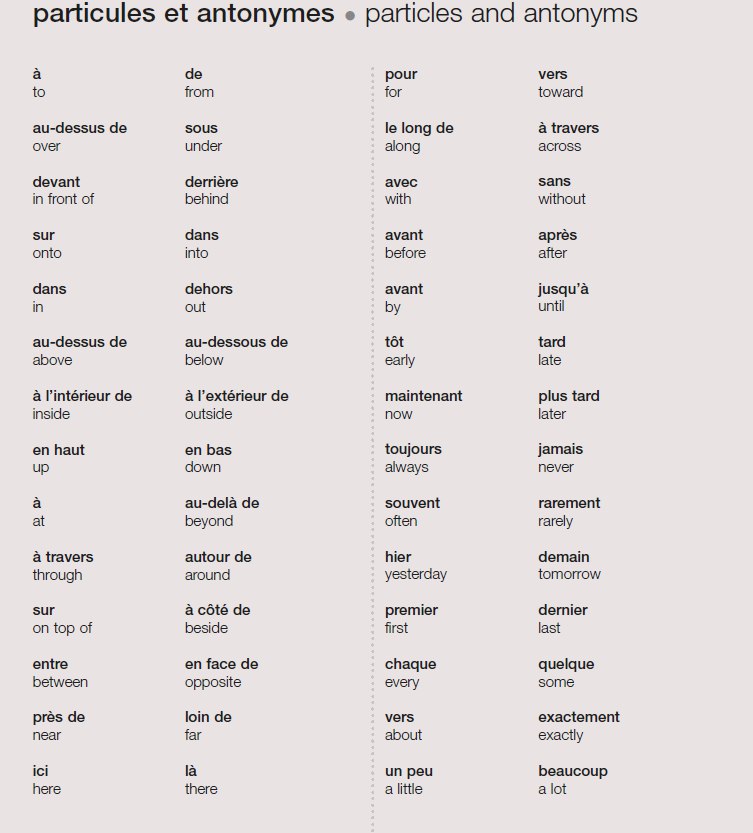 particules et antonymes • particles and antonyms
à
to
de
from
au-dessus de
over
sous
under
devant
in front of
derrière
behind
sur
onto
dans
into
dans
in
dehors
out
au-dessus de
above
au-dessous de
below
à l’intérieur de
inside
à l’extérieur de
outside
en haut
up
en bas
down
à
at
au-delà de
beyond
à travers
through
autour de
around
sur
on top of
à côté de
beside
entre
between
en face de
opposite
près de
near
loin de
far
ici
here
là
there
pour
for
vers
toward
le long de
along
à travers
across
avec
with
sans
without
avant
before
après
after
avant
by
jusqu’à
until
tôt
early
tard
late
maintenant
now
plus tard
later
toujours
always
jamais
never
souvent
often
rarement
rarely
hier
yesterday
demain
tomorrow
premier
first
dernier
last
chaque
every
quelque
some
vers
about
exactement
exactly
un peu
a little
beaucoup
a lot